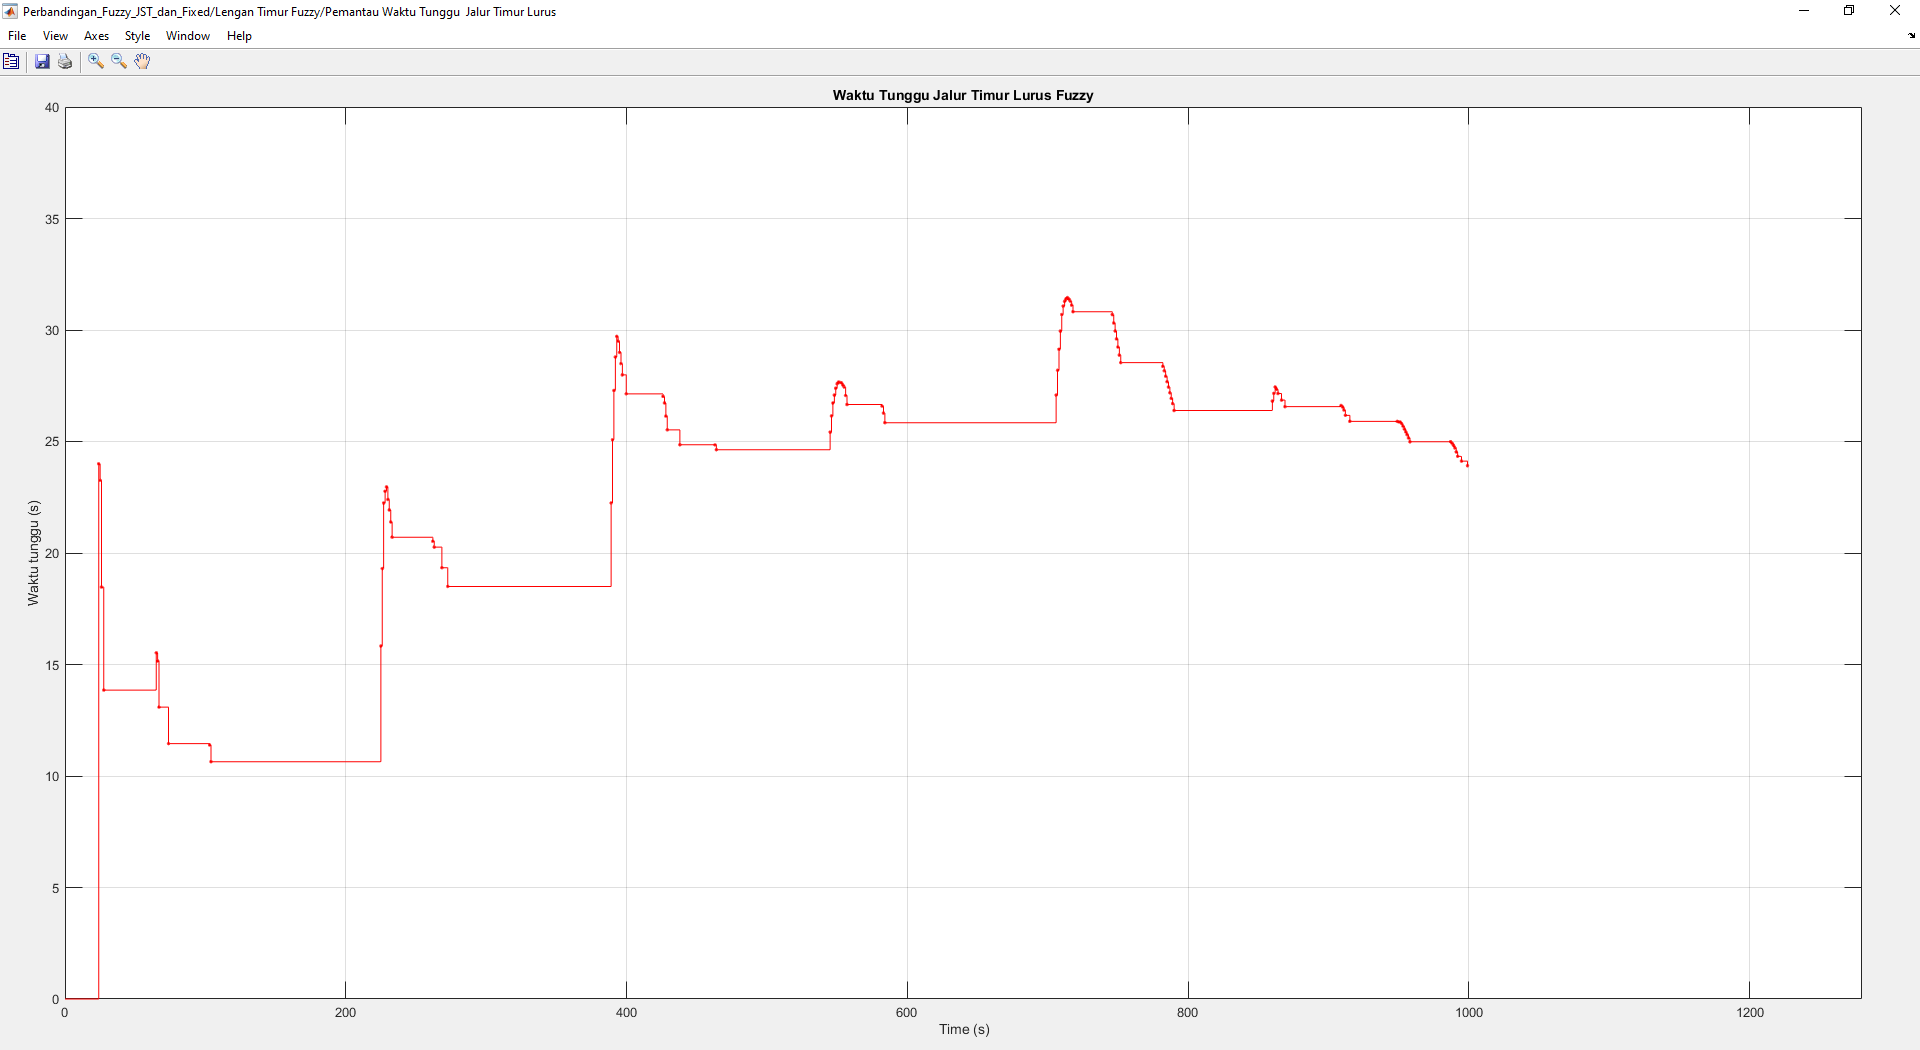 Perbandingan_Fuzzy_JST_dan_Fixed/Lengan Timur Fuzzy/Pemantau Waktu Tunggu  Jalur Timur Lurus
File View Axes Style Window Help
Waktu Tunggu Jalur Timur Lurus Fuzzy
40
35
30
25
20
15
10
5
0
Waktu tunggu (s)
0 200 400 600 800 1000 1200
Time (s)